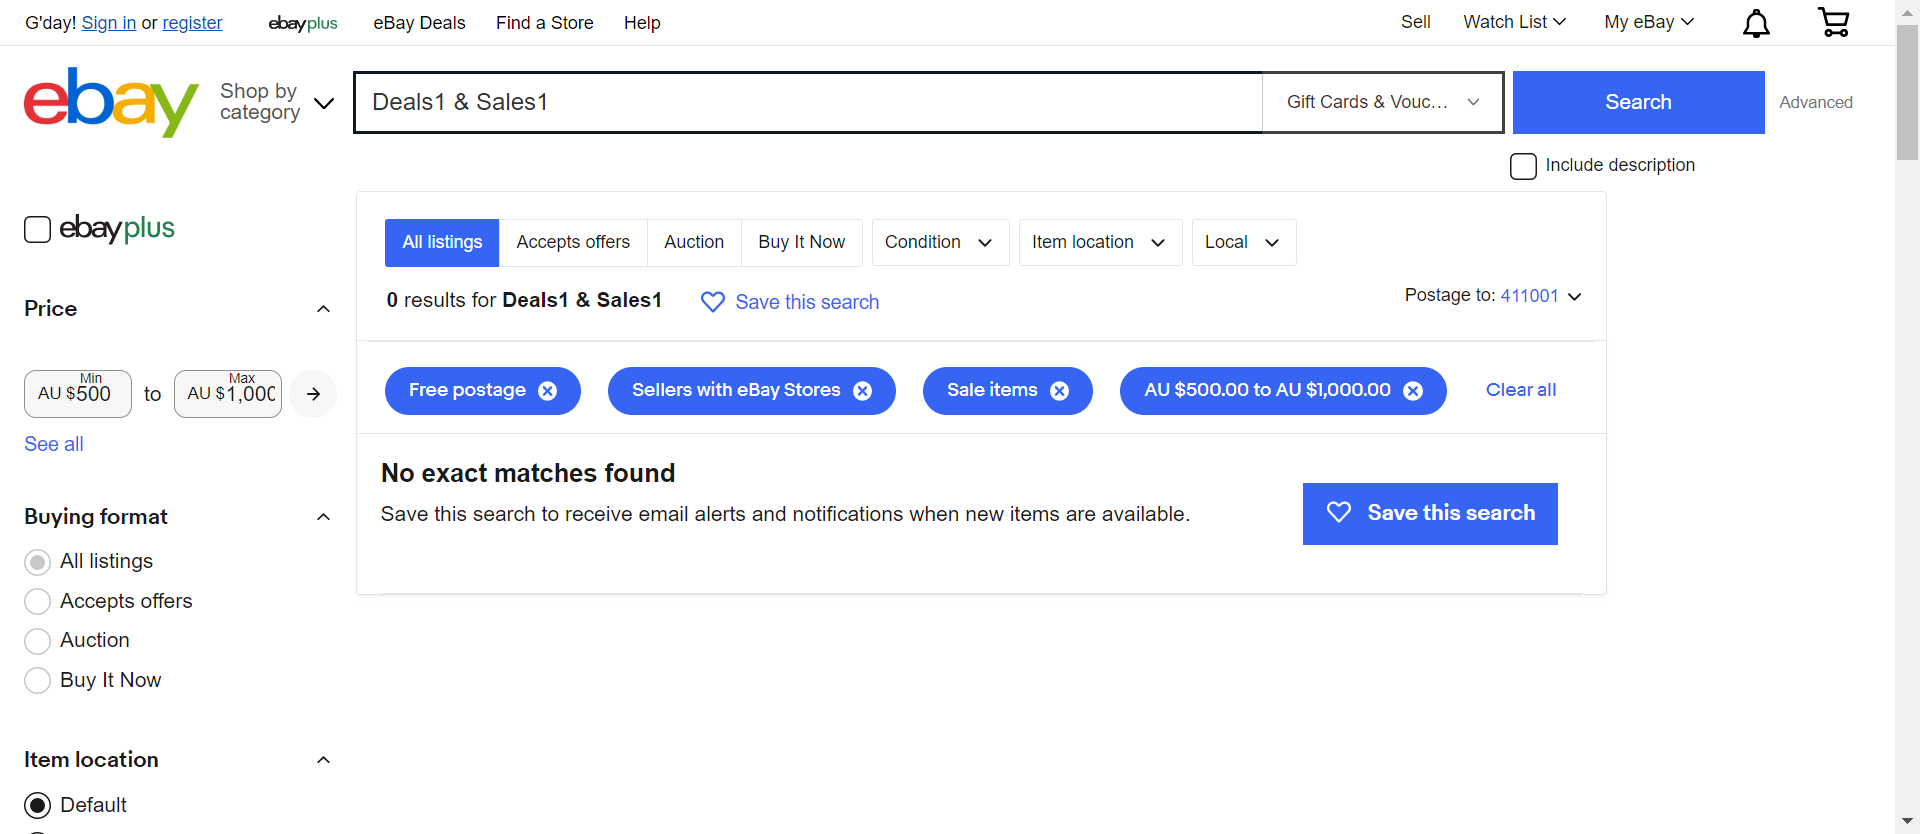 G'day! Sign in or register
ebayplus
eBay Deals
Find a Store
Help
Sell
Watch List
My eBay
ebay
Shop by category
Deals1 & Sales1
Gift Cards & Vouc...
Search
Advanced
Include description
ebayplus
All listings
Accepts offers
Auction
Buy It Now
Condition
Item location
Local
0 results for Deals1 & Sales1
Save this search
Postage to: 411001
Price
Min
AU $500
to
Max
AU $1,000
See all
Free postage
Sellers with eBay Stores
Sale items
AU $500.00 to AU $1,000.00
Clear all
No exact matches found
Save this search to receive email alerts and notifications when new items are available.
Save this search
Buying format
All listings
Accepts offers
Auction
Buy It Now
Item location
Default